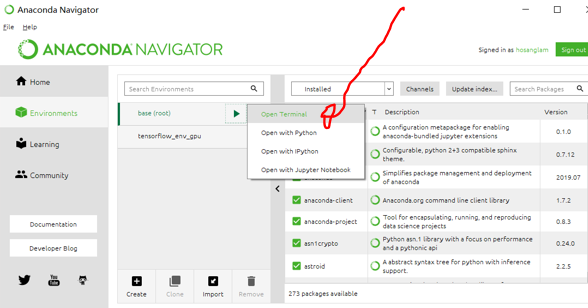 Anaconda Navigator
File Help
ANACONDA NAVIGATOR
Signed in as hosanglam
Sign out
Home
Environments
Learning
Community
Documentation
Developer Blog
You
Tube
Search Environments
base (root)
tensorflow_env_gpu
Open Terminal
Open with Python
Open with IPython
Open with Jupyter Notebook
Create
Clone
Import
Remove
Installed
Channels
Update index...
Search Packages
T Description Version
A configuration metapackage for enabling
anaconda-bundled jupyter extensions
0.1.0
Configurable, python 2+3 compatible sphinx
theme.
0.7.12
Simplifies package management and deployment of
anaconda
2019.07
anaconda-client Anaconda.org command line client library 1.7.2
anaconda-project
Tool for encapsulating, running, and reproducing
data science projects
0.8.3
asn1crypto
Python asn.1 library with a focus on performance
and a pythonic api
0.24.0
astroid
A abstract syntax tree for python with inference
support.
2.2.5
273 packages available